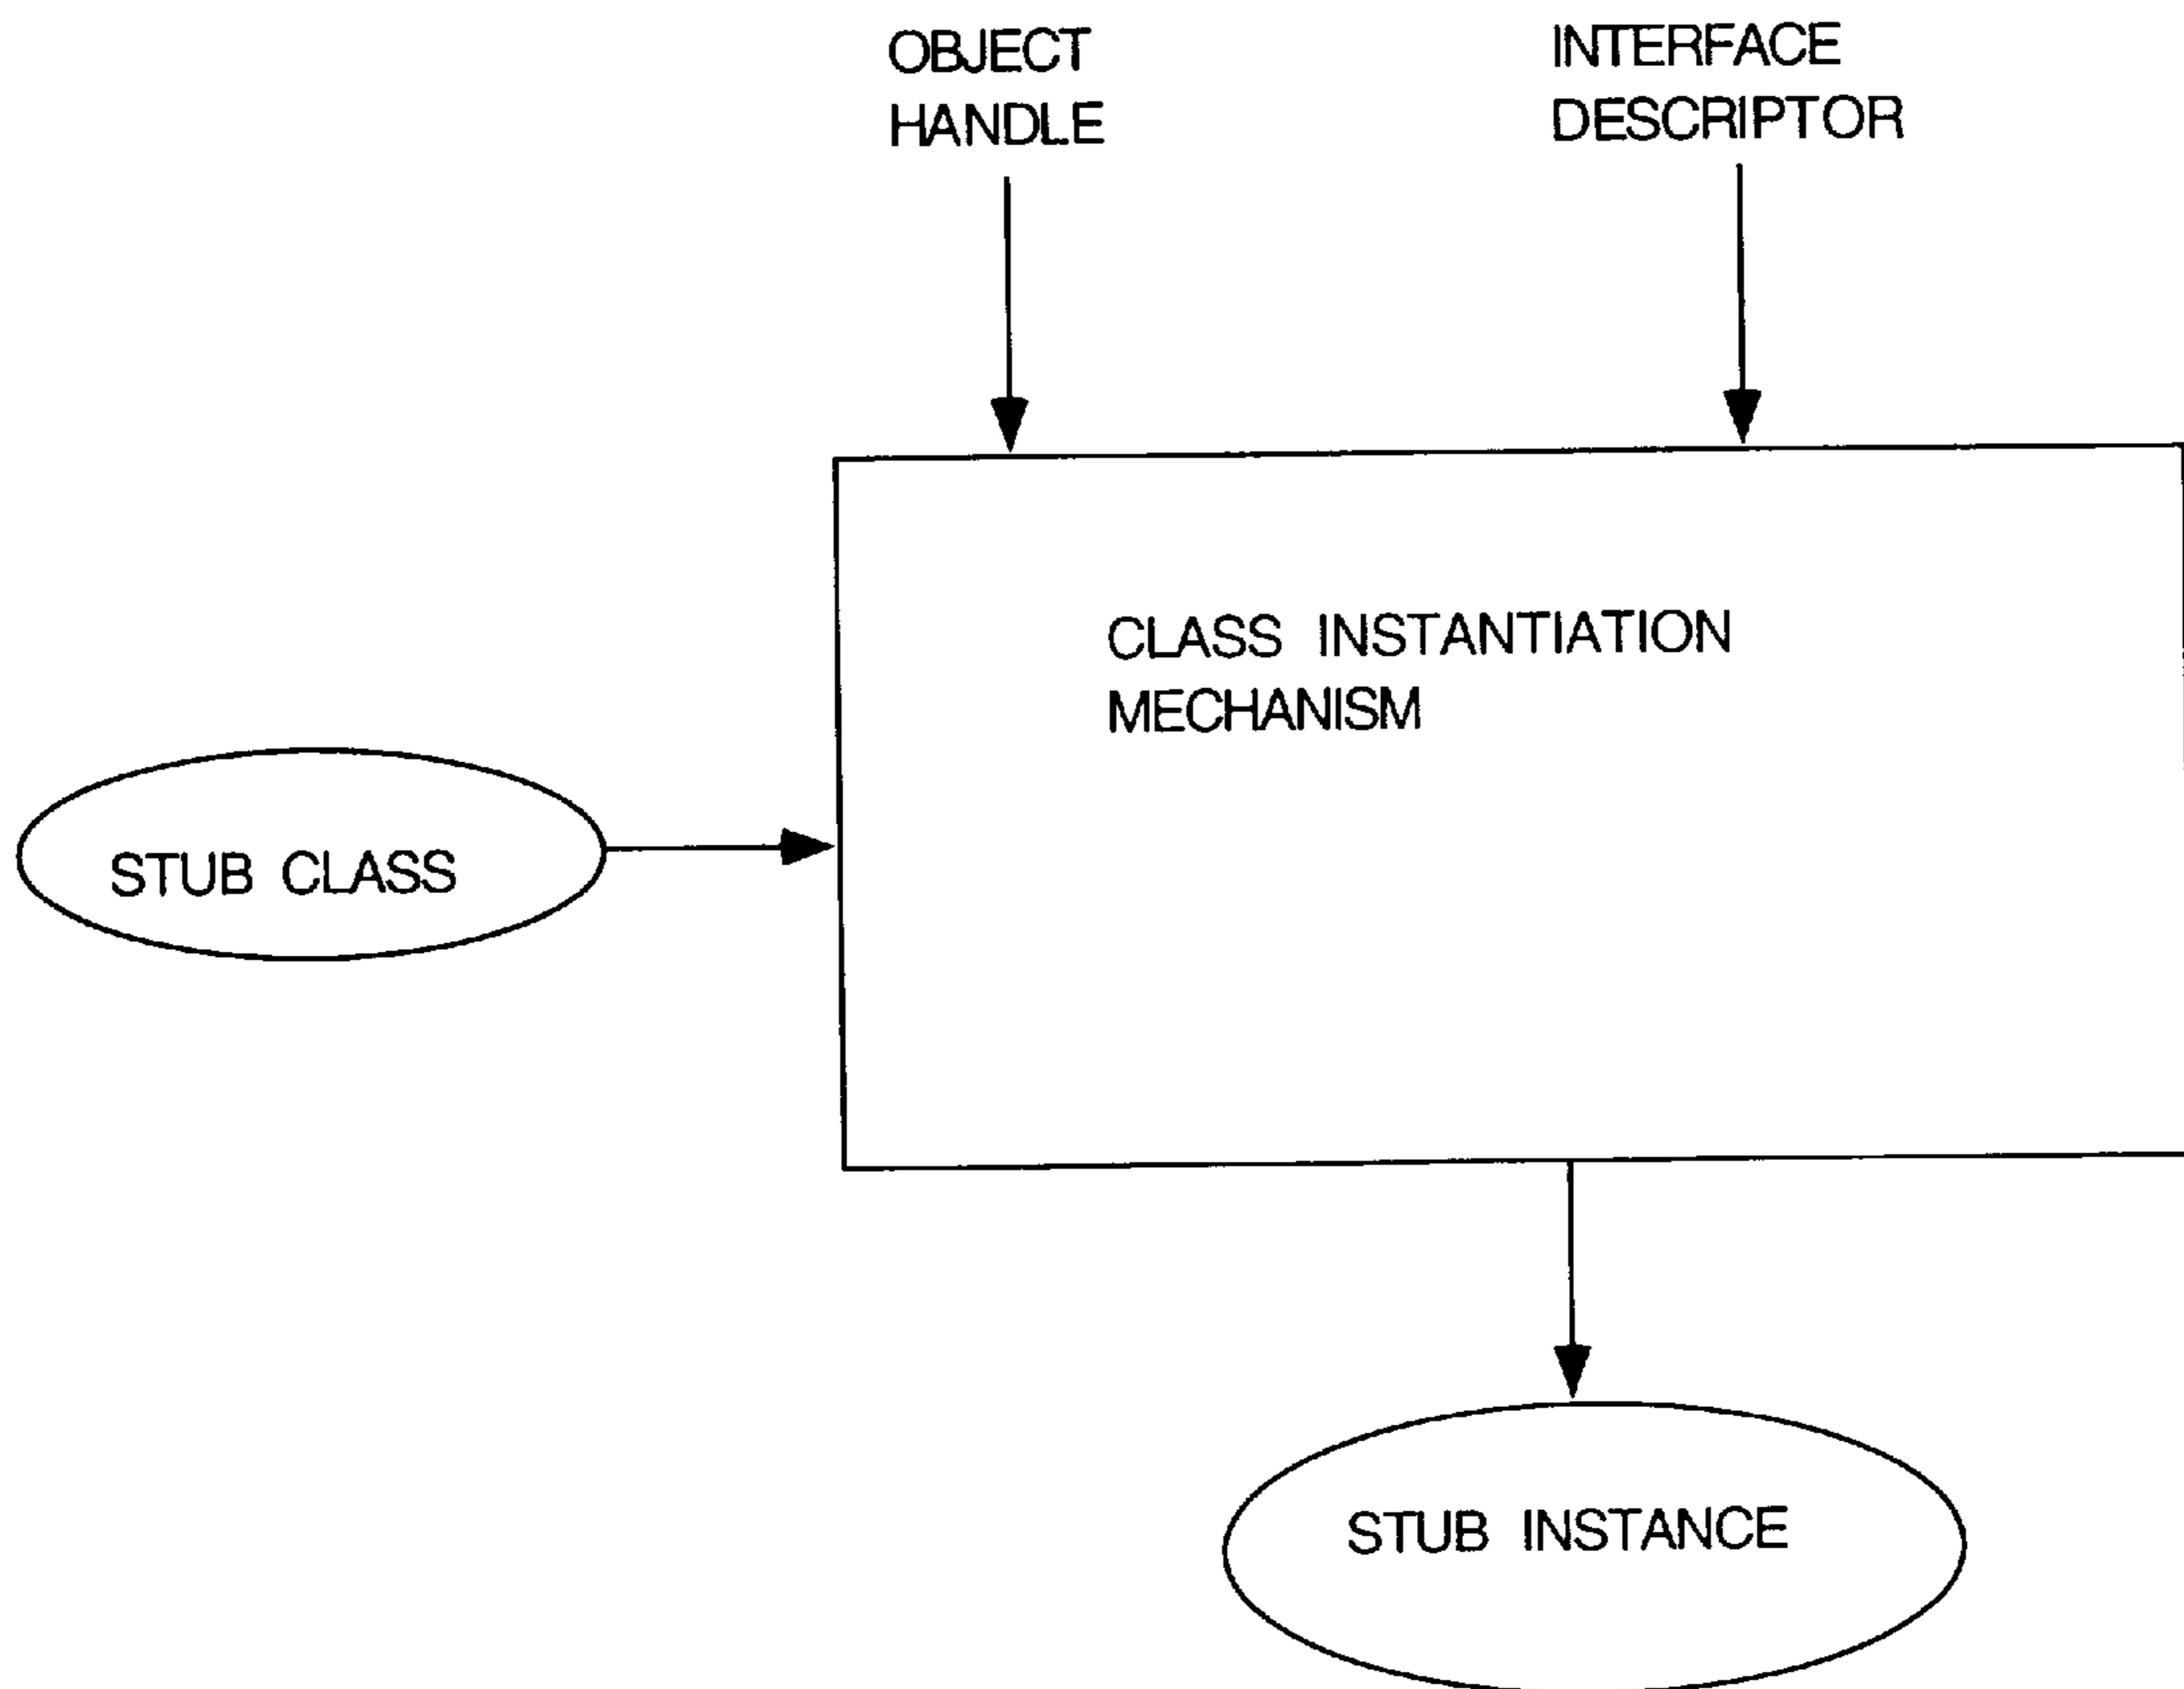 OBJECT
HANDLE
INTERFACE
DESCRIPTOR
CLASS INSTANTIATION
MECHANISM
STUB CLASS
STUB INSTANCE